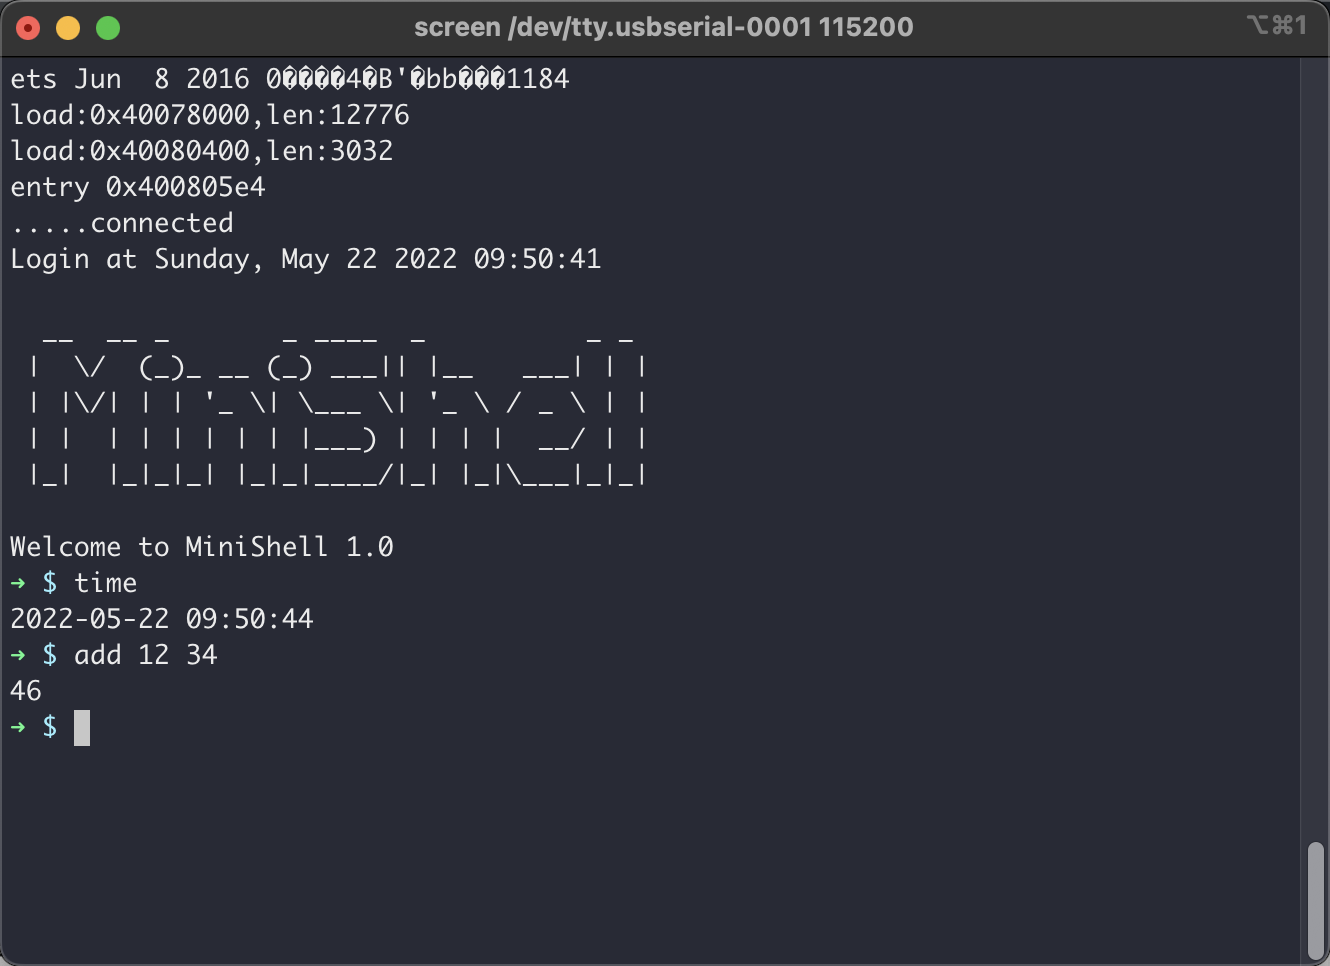 screen /dev/tty.usbserial-0001 115200
⌥⌘1
ets Jun  8 2016 0����4�B'�bb���1184
load:0x40078000,len:12776
load:0x40080400,len:3032
entry 0x400805e4
.....connected
Login at Sunday, May 22 2022 09:50:41
  __  __ _       _ ____  _          _ _
 |  \/  (_)_ __ (_) ___|| |__   ___| | |
 | |\/| | | '_ \| \___ \| '_ \ / _ \ | |
 | |  | | | | | | |___) | | | |  __/ | |
 |_|  |_|_|_| |_|_|____/|_| |_|\___|_|_|
Welcome to MiniShell 1.0
➜ $ time
2022-05-22 09:50:44
➜ $ add 12 34
46
➜ $